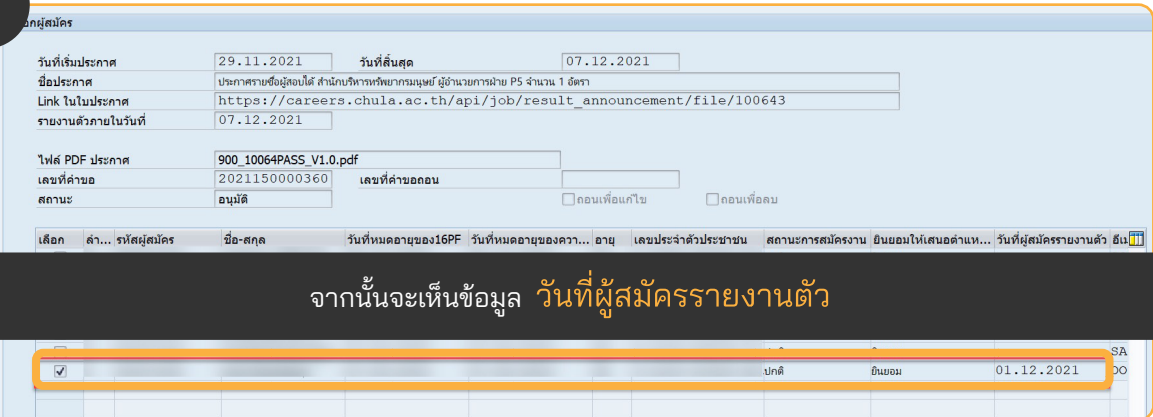 กผู้สมัคร
วันที่เริ่มประกาศ 29.11.2021 วันที่สิ้นสุด 07.12.2021
ชื่อประกาศ ประกาศรายชื่อผู้สอบได้ สำนักบริหารทรัพยากรมนุษย์ ผู้อำนวยการฝ่าย P5 จำนวน 1 อัตรา
Link ในใบประกาศ https://careers.chula.ac.th/api/job/result_announcement/file/100643
รายงานตัวภายในวันที่ 07.12.2021
ไฟล์ PDF ประกาศ 900_10064PASS_V1.0.pdf
เลขที่คำขอ 2021150000360 เลขที่คำขอถอน
สถานะ อนุมัติ ถอนเพื่อแก้ไข ถอนเพื่อลบ
เลือก ลำ... รหัสผู้สมัคร ชื่อ-สกุล วันที่หมดอายุของ16PF วันที่หมดอายุของควา... อายุ เลขประจำตัวประชาชน สถานะการสมัครงาน ยินยอมให้เสนอตำแห... วันที่ผู้สมัครรายงานตัว อีเม
จากนั้นจะเห็นข้อมูล วันที่ผู้สมัครรายงานตัว
SA
ปกติ ยินยอม 01.12.2021 DO